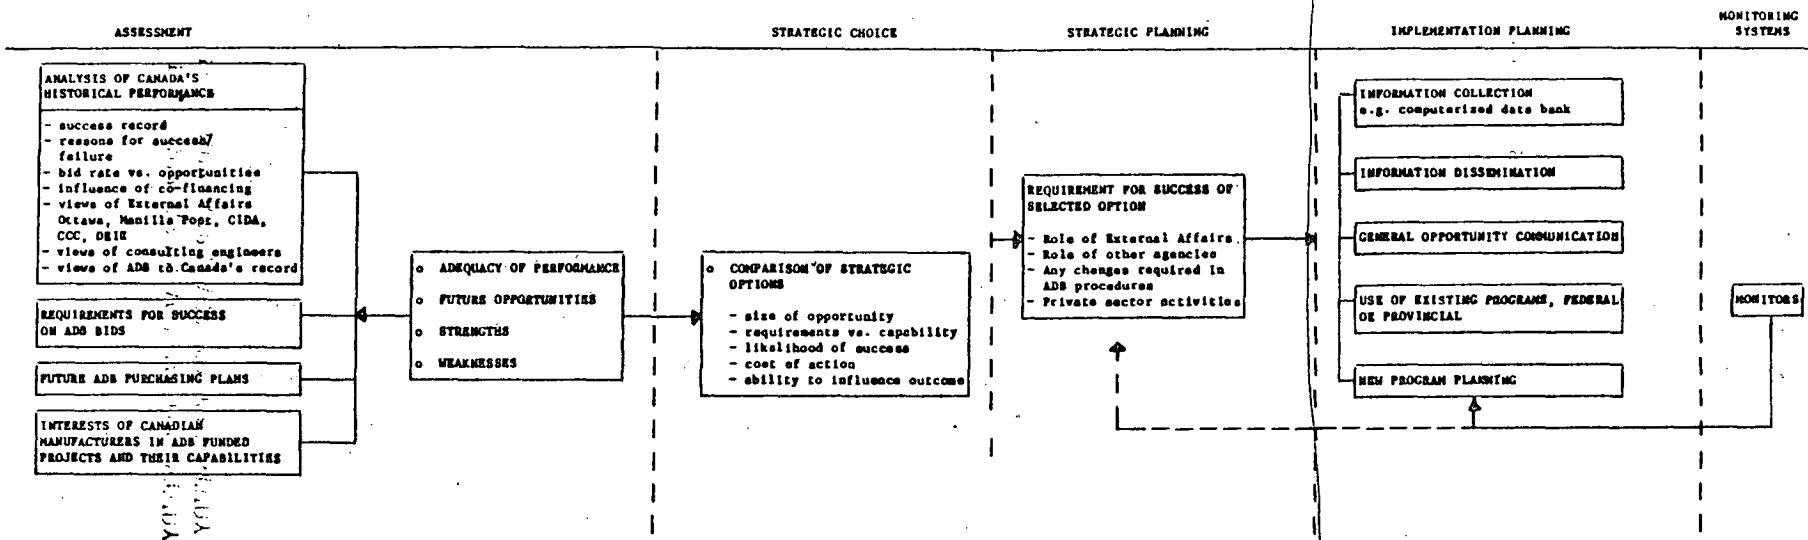 ASSESSMENT
STRATEGIC CHOICE
STRATEGIC PLANNING
IMPLEMENTATION PLANNING
MONITORING
SYSTEMS
ANALYSIS OF CANADA'S
HISTORICAL PERFORMANCE
- success record
- reasons for success/
failure
- bid rate vs. opportunities
- influence of co-financing
- views of External Affairs
Ottawa, Manilla Post, CIDA,
CCC, DRIE
- views of consulting engineers
- views of ADB to Canada's record
REQUIREMENTS FOR SUCCESS
ON ADB BIDS
FUTURE ADB PURCHASING PLANS
INTERESTS OF CANADIAN
MANUFACTURERS IN ADB FUNDED
PROJECTS AND THEIR CAPABILITIES
o ADEQUACY OF PERFORMANCE
o FUTURE OPPORTUNITIES
o STRENGTHS
o WEAKNESSES
o COMPARISON OF STRATEGIC
OPTIONS
- size of opportunity
- requirements vs. capability
- likelihood of success
- cost of action
- ability to influence outcome
REQUIREMENT FOR SUCCESS OF
SELECTED OPTION
- Role of External Affairs
- Role of other agencies
- Any changes required in
ADB procedures
- Private sector activities
INFORMATION COLLECTION
e.g. computerized data bank
INFORMATION DISSEMINATION
GENERAL OPPORTUNITY COMMUNICATION
USE OF EXISTING PROGRAMS, FEDERAL
OR PROVINCIAL
NEW PROGRAM PLANNING
MONITORS